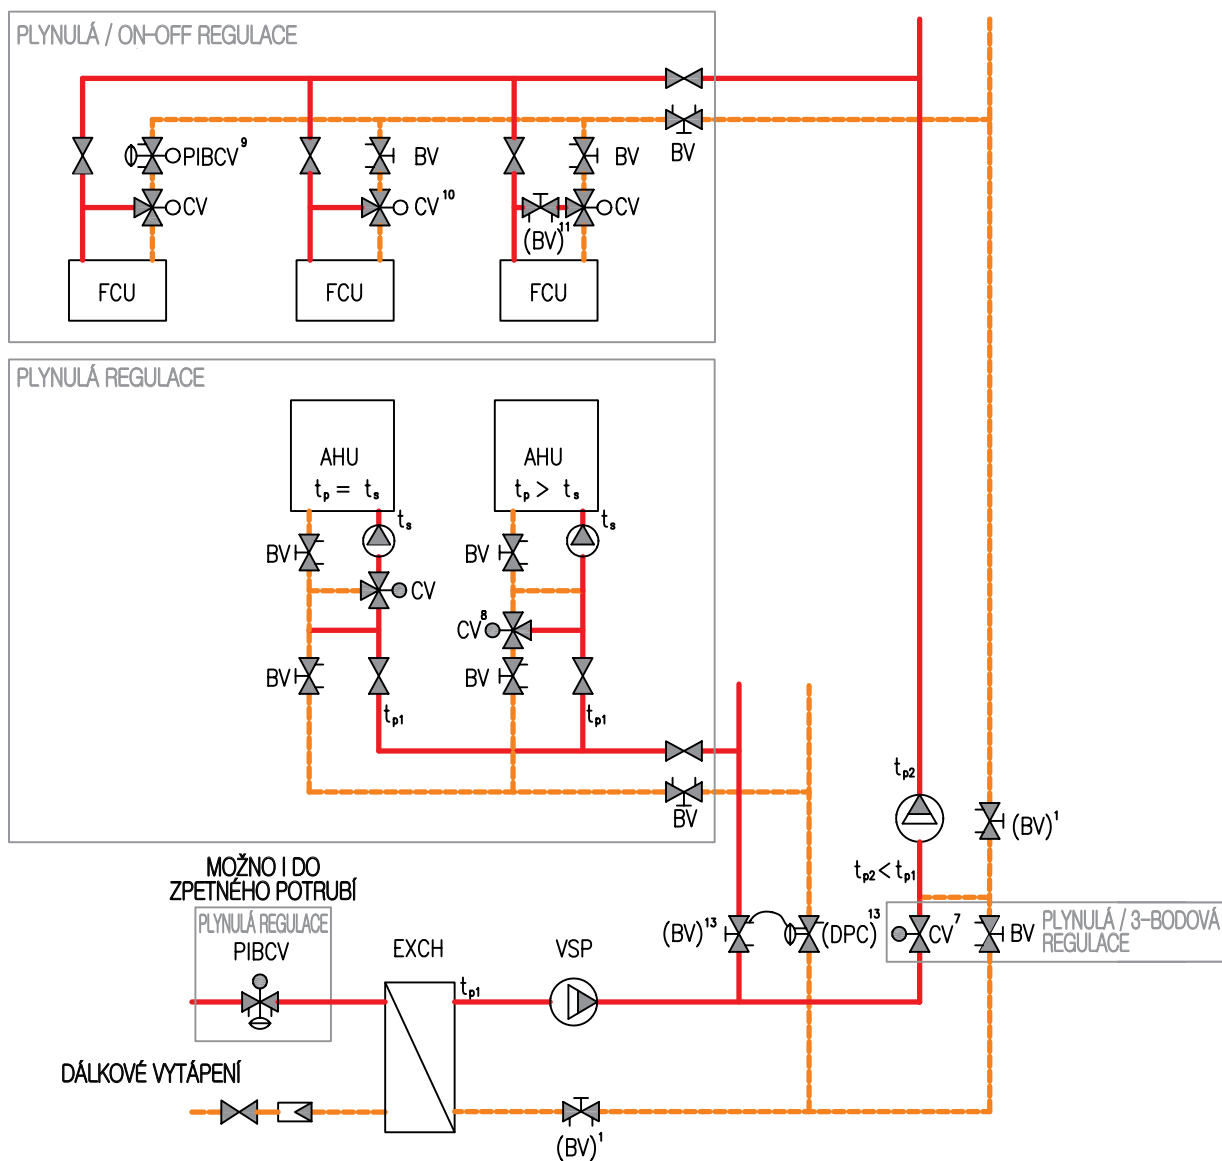 PLYNULÁ / ON-OFF REGULACE
PIBCV⁹
BV
BV
BV
CV
CV¹⁰
CV
(BV)¹¹
FCU
FCU
FCU
PLYNULÁ REGULACE
AHU
tp = ts
AHU
tp > ts
ts
ts
BV
BV
CV
CV⁸
BV
BV
tp1
tp1
BV
tp2
(BV)¹
tp2<tp1
MOŽNO I DO
ZPETNÉHO POTRUBÍ
PLYNULÁ REGULACE
PIBCV
EXCH
VSP
(BV)¹³
(DPC)¹³
CV⁷
BV
PLYNULÁ / 3-BODOVÁ
REGULACE
tp1
DÁLKOVÉ VYTÁPENÍ
(BV)¹